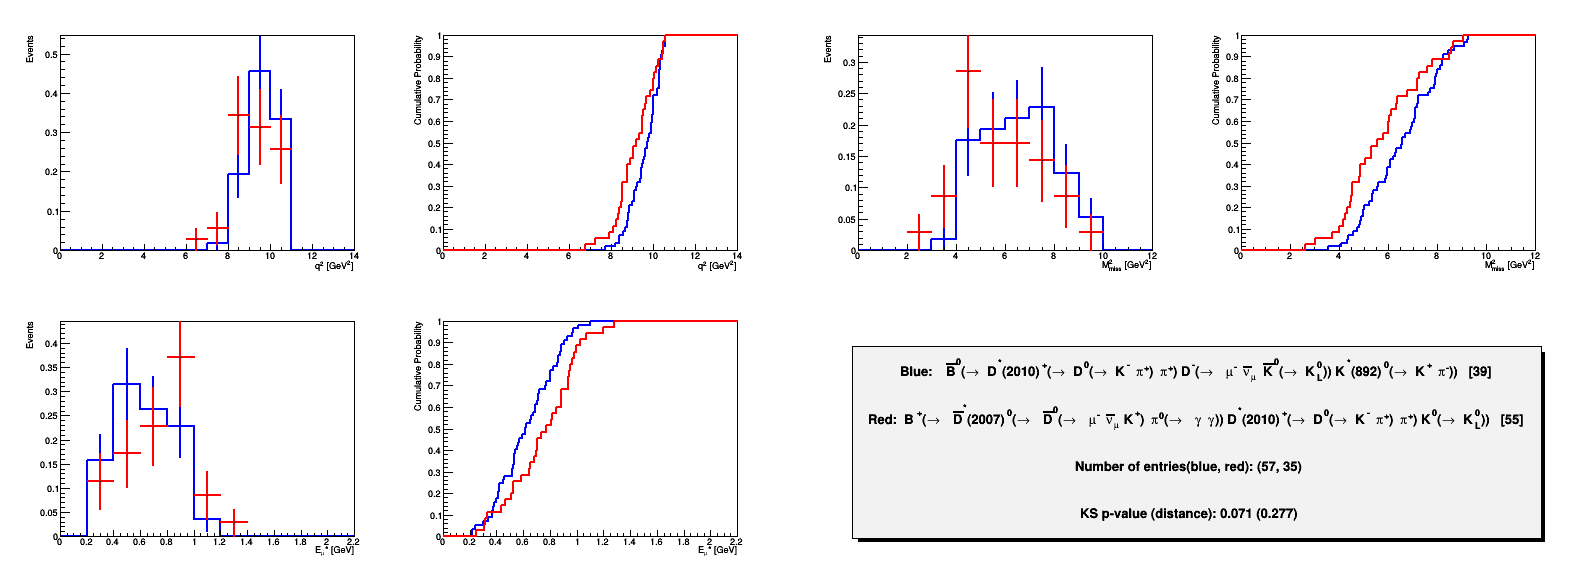 Events
0.5
0.4
0.3
0.2
0.1
0
0 2 4 6 8 10 12 14
q² [GeV²]
Cumulative Probability
1
0.9
0.8
0.7
0.6
0.5
0.4
0.3
0.2
0.1
0
0 2 4 6 8 10 12 14
q² [GeV²]
Events
0.3
0.25
0.2
0.15
0.1
0.05
0
0 2 4 6 8 10 12
M²miss [GeV²]
Cumulative Probability
1
0.9
0.8
0.7
0.6
0.5
0.4
0.3
0.2
0.1
0
0 2 4 6 8 10 12
M²miss [GeV²]
Events
0.4
0.35
0.3
0.25
0.2
0.15
0.1
0.05
0
0 0.2 0.4 0.6 0.8 1 1.2 1.4 1.6 1.8 2 2.2
Eμ* [GeV]
Cumulative Probability
1
0.9
0.8
0.7
0.6
0.5
0.4
0.3
0.2
0.1
0
0 0.2 0.4 0.6 0.8 1 1.2 1.4 1.6 1.8 2 2.2
Eμ* [GeV]
Blue: B̅⁰(→ D*(2010)⁺(→ D⁰(→ K⁻ π⁺) π⁺) D⁻(→ μ⁻ ν̅μ K̅⁰(→ K⁰L)) K*(892)⁰(→ K⁺ π⁻)) [39]
Red: B⁺(→ D̅*(2007)⁰(→ D̅⁰(→ μ⁻ ν̅μ K⁺) π⁰(→ γ γ)) D*(2010)⁺(→ D⁰(→ K⁻ π⁺) π⁺) K⁰(→ K⁰L)) [55]
Number of entries(blue, red): (57, 35)
KS p-value (distance): 0.071 (0.277)